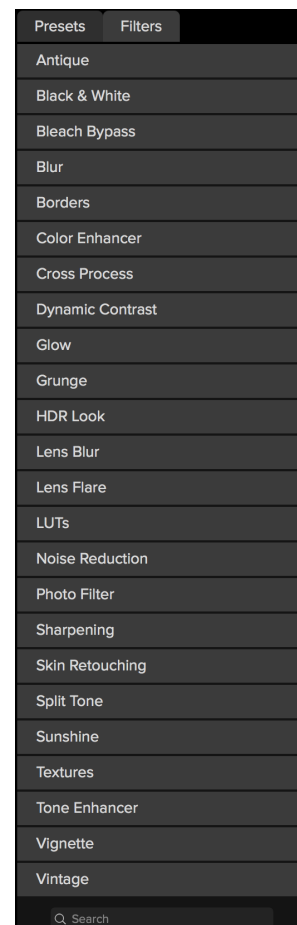 Presets Filters
Antique
Black & White
Bleach Bypass
Blur
Borders
Color Enhancer
Cross Process
Dynamic Contrast
Glow
Grunge
HDR Look
Lens Blur
Lens Flare
LUTs
Noise Reduction
Photo Filter
Sharpening
Skin Retouching
Split Tone
Sunshine
Textures
Tone Enhancer
Vignette
Vintage
Search